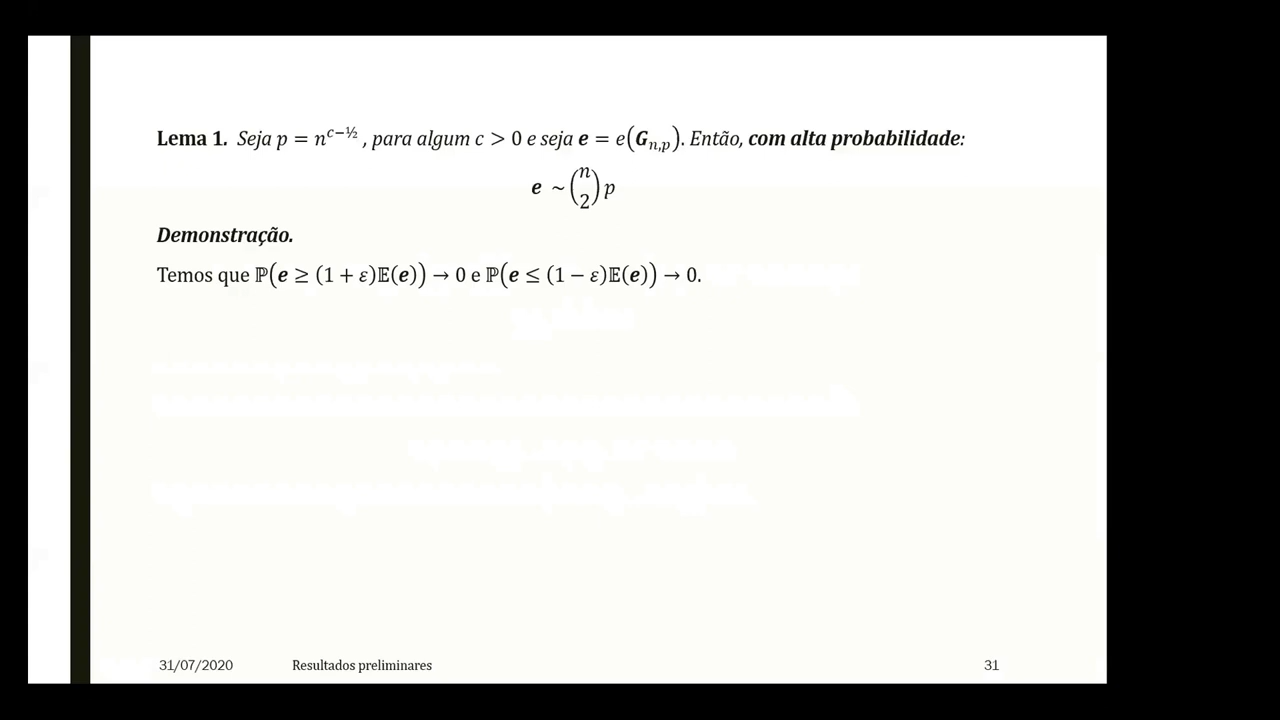 Lema 1. Seja p = n^{c−½}, para algum c > 0 e seja e = e(G_{n,p}). Então, com alta probabilidade:
e ~ (n 2) p
Demonstração.
Temos que ℙ(e ≥ (1 + ε)𝔼(e)) → 0 e ℙ(e ≤ (1 − ε)𝔼(e)) → 0.
31/07/2020 Resultados preliminares 31